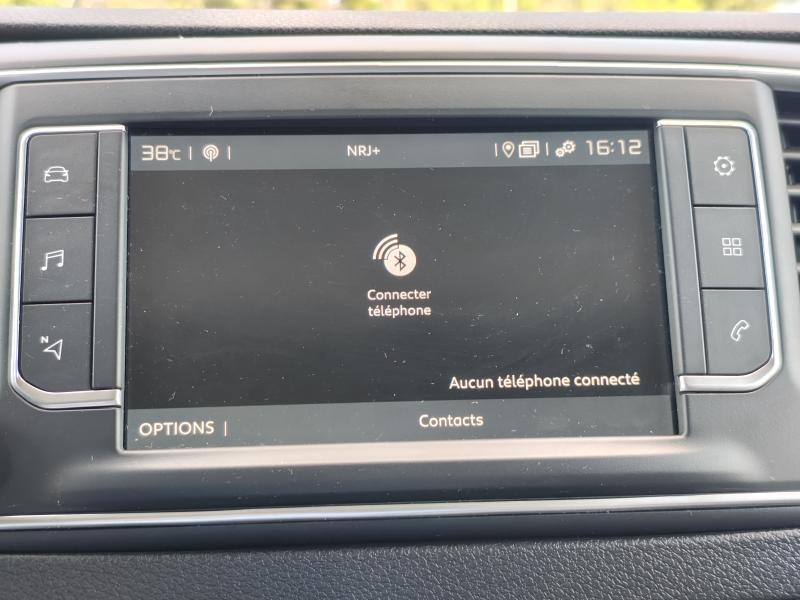 38°C NRJ+ 16:12
Connecter
téléphone
Aucun téléphone connecté
OPTIONS Contacts
N